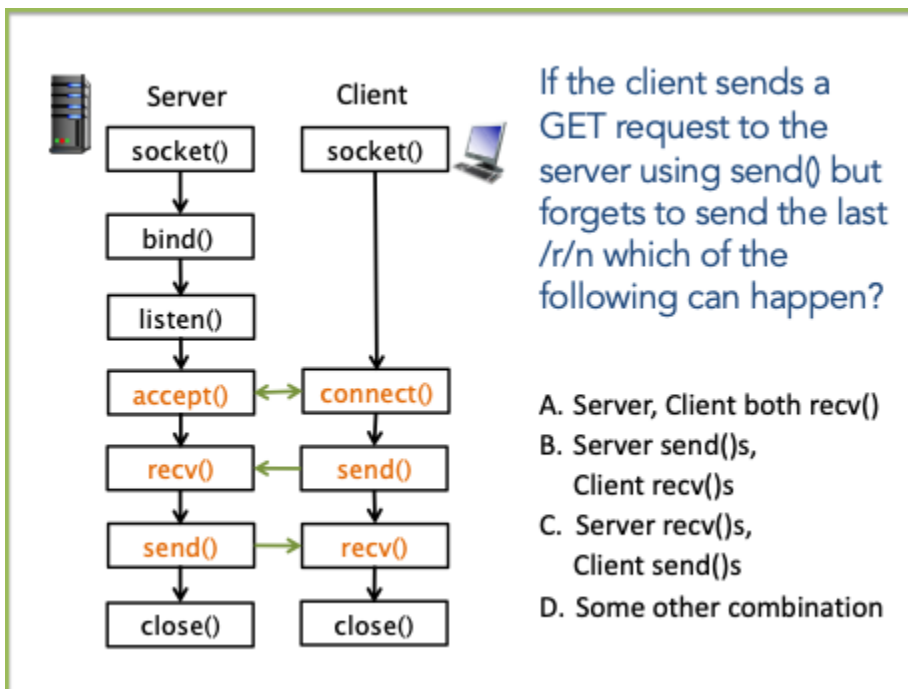 Server
Client
socket()
socket()
bind()
listen()
accept()
connect()
recv()
send()
send()
recv()
close()
close()
If the client sends a
GET request to the
server using send() but
forgets to send the last
/r/n which of the
following can happen?
A. Server, Client both recv()
B. Server send()s,
Client recv()s
C. Server recv()s,
Client send()s
D. Some other combination